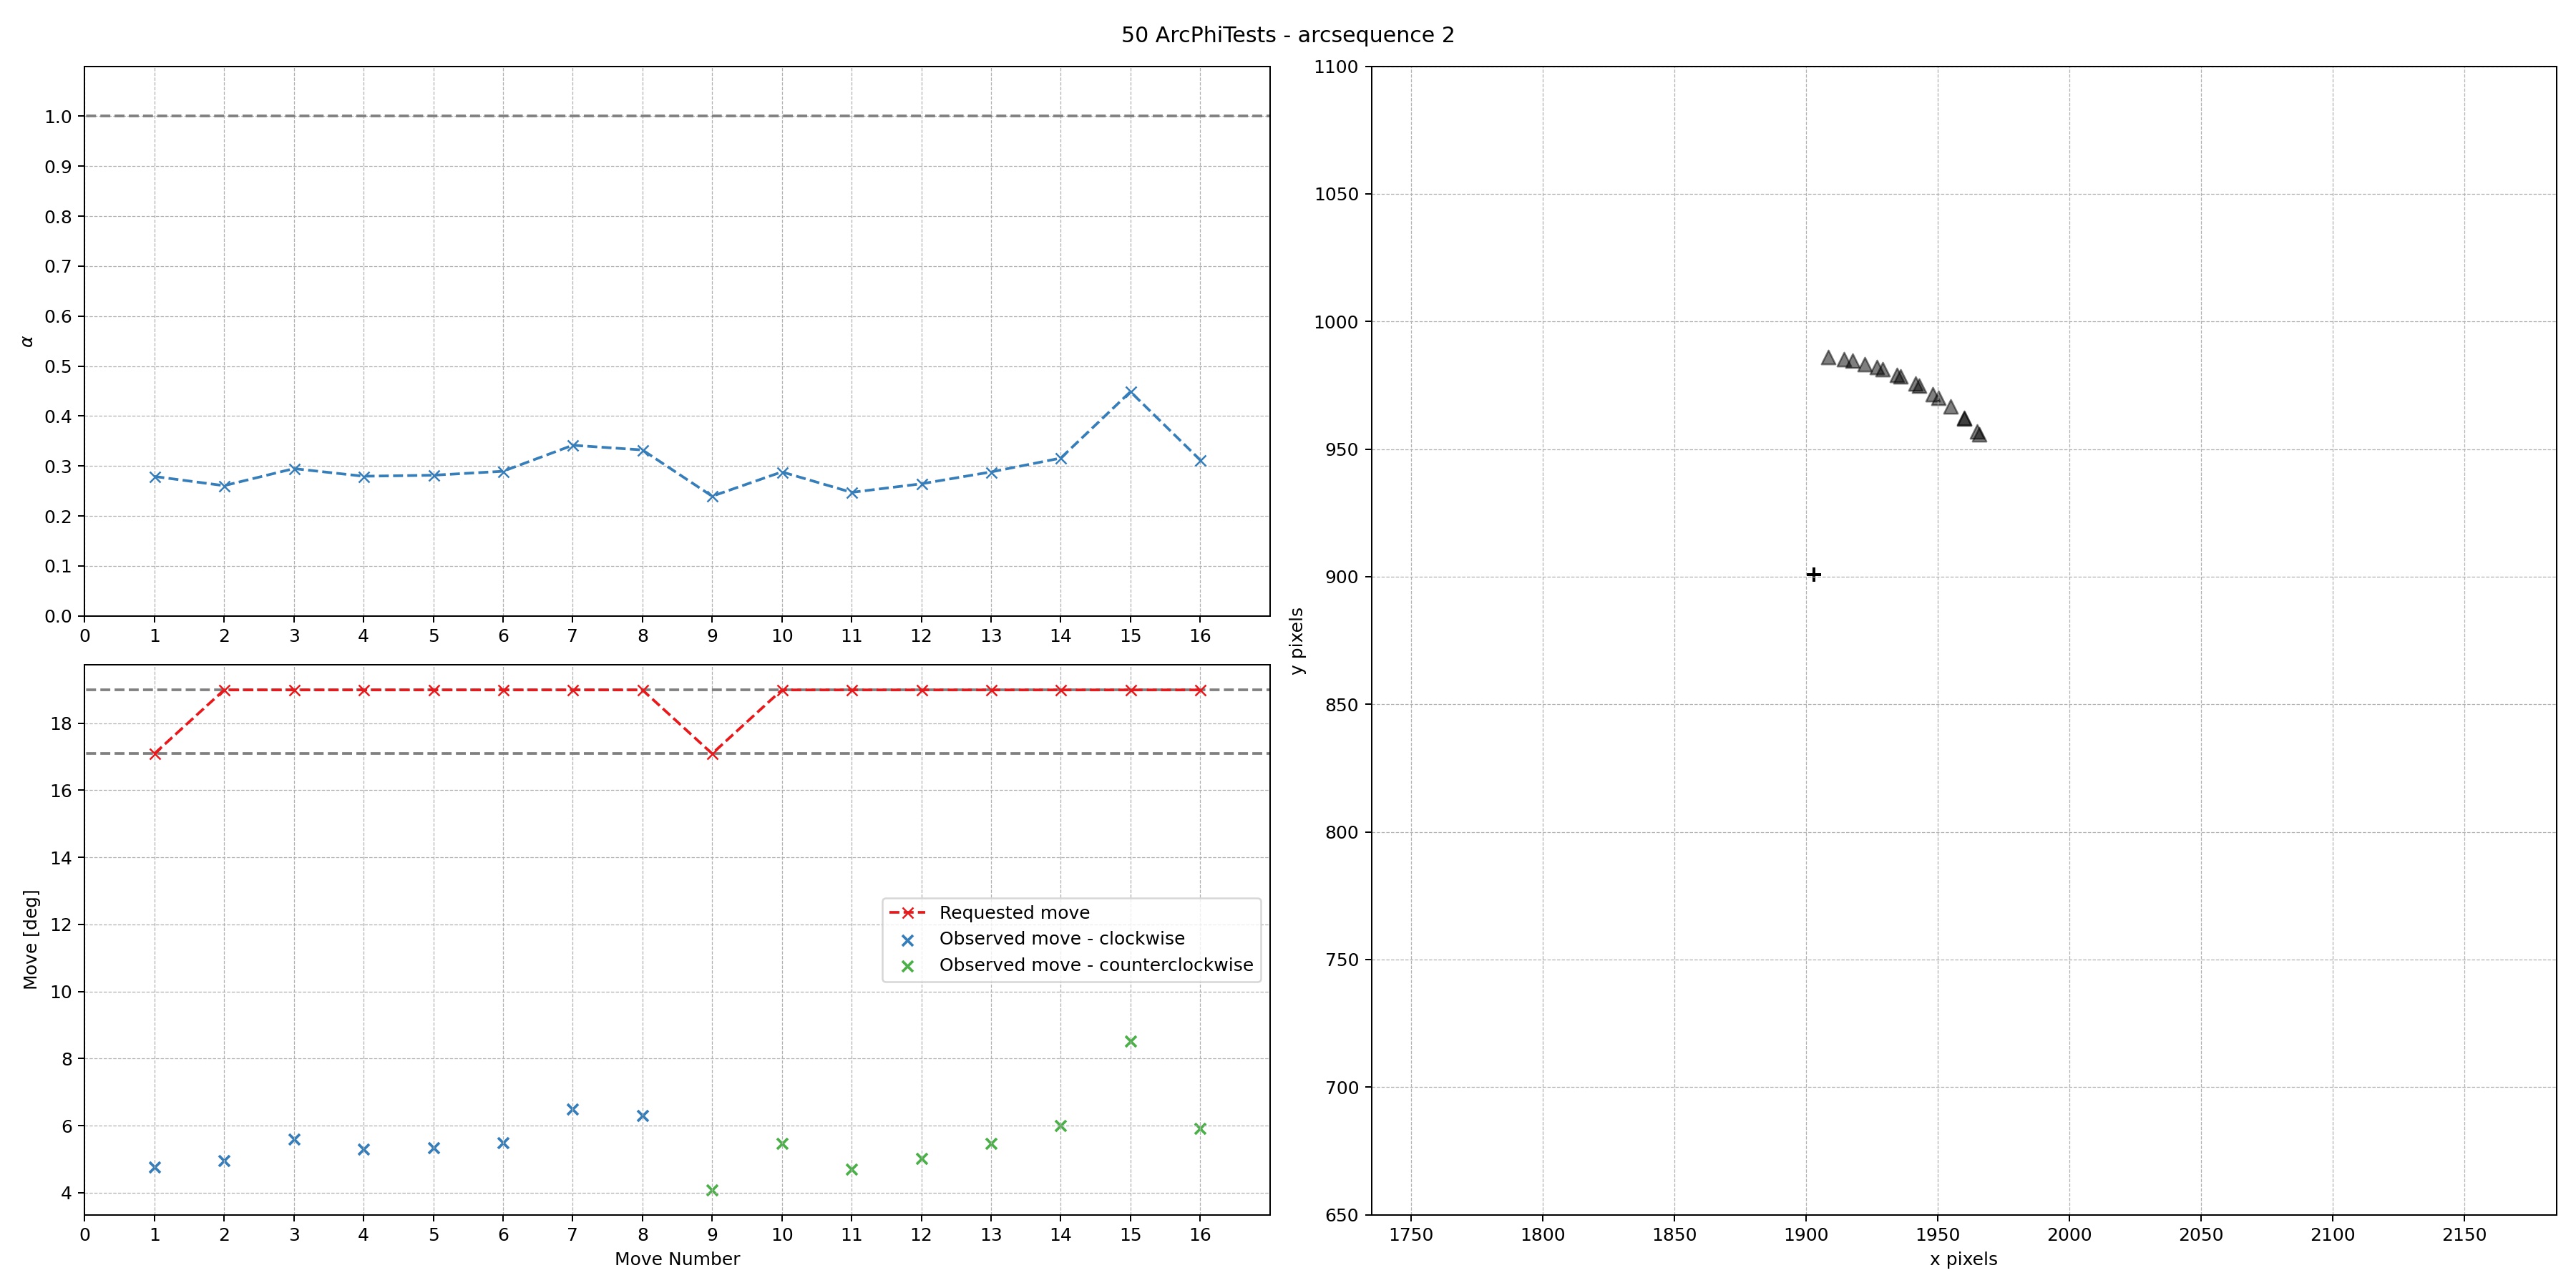 50 ArcPhiTests - arcsequence 2
1.0
0.9
0.8
0.7
0.6
0.5
0.4
0.3
0.2
0.1
0.0
α
0 1 2 3 4 5 6 7 8 9 10 11 12 13 14 15 16
18
16
14
12
10
8
6
4
Move [deg]
Requested move
Observed move - clockwise
Observed move - counterclockwise
0 1 2 3 4 5 6 7 8 9 10 11 12 13 14 15 16
Move Number
1100
1050
1000
950
900
850
800
750
700
650
y pixels
1750 1800 1850 1900 1950 2000 2050 2100 2150
x pixels